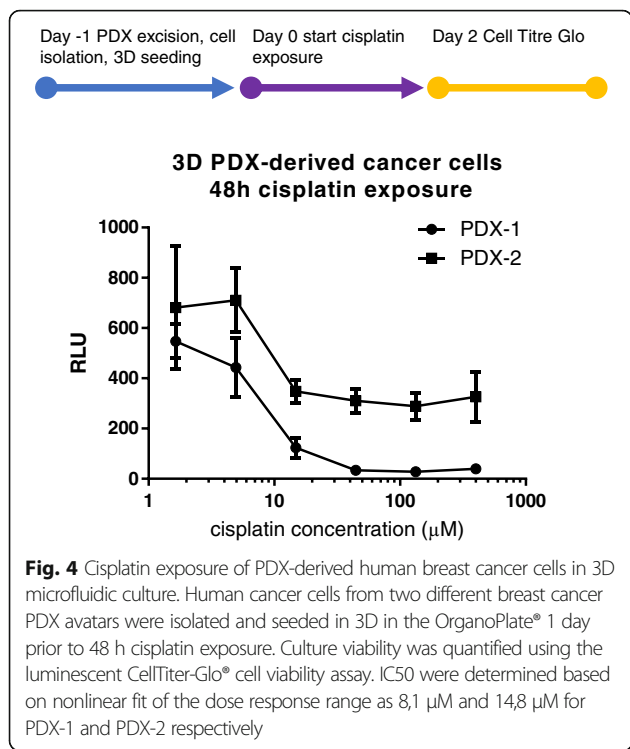 Day -1 PDX excision, cell
isolation, 3D seeding
Day 0 start cisplatin
exposure
Day 2 Cell Titre Glo
3D PDX-derived cancer cells
48h cisplatin exposure
PDX-1
PDX-2
1000
800
600
400
200
0
RLU
1
10
100
1000
cisplatin concentration (µM)
Fig. 4 Cisplatin exposure of PDX-derived human breast cancer cells in 3D
microfluidic culture. Human cancer cells from two different breast cancer
PDX avatars were isolated and seeded in 3D in the OrganoPlate® 1 day
prior to 48 h cisplatin exposure. Culture viability was quantified using the
luminescent CellTiter-Glo® cell viability assay. IC50 were determined based
on nonlinear fit of the dose response range as 8,1 µM and 14,8 µM for
PDX-1 and PDX-2 respectively